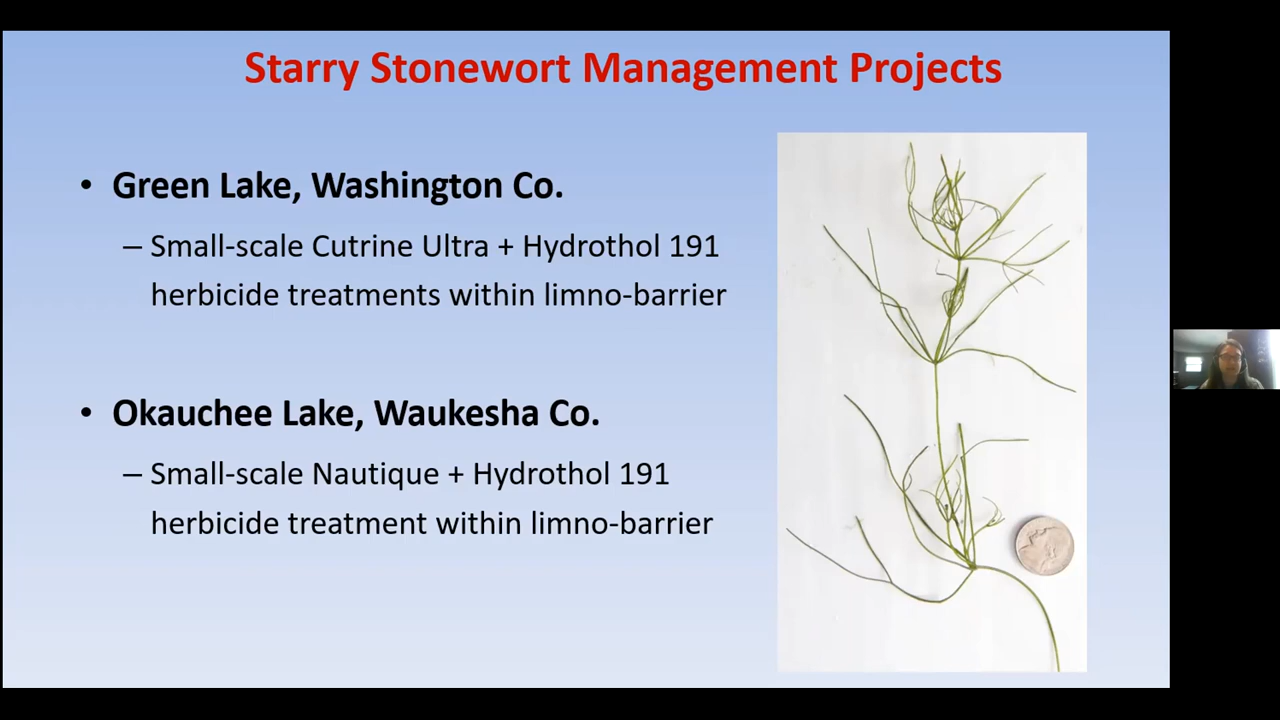 Starry Stonewort Management Projects
• Green Lake, Washington Co.
– Small-scale Cutrine Ultra + Hydrothol 191
herbicide treatments within limno-barrier
• Okauchee Lake, Waukesha Co.
– Small-scale Nautique + Hydrothol 191
herbicide treatment within limno-barrier